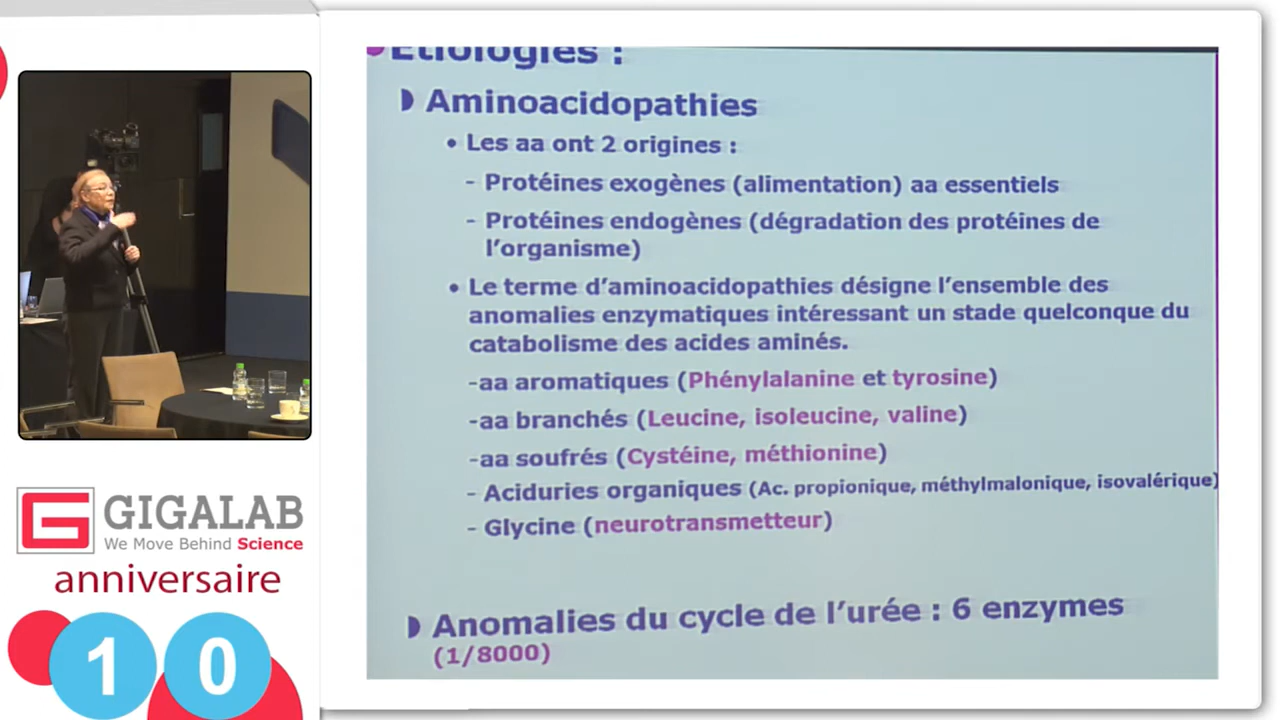 Etiologies :
Aminoacidopathies
• Les aa ont 2 origines :
- Protéines exogènes (alimentation) aa essentiels
- Protéines endogènes (dégradation des protéines de
l'organisme)
• Le terme d'aminoacidopathies désigne l'ensemble des
anomalies enzymatiques intéressant un stade quelconque du
catabolisme des acides aminés.
-aa aromatiques (Phénylalanine et tyrosine)
-aa branchés (Leucine, isoleucine, valine)
-aa soufrés (Cystéine, méthionine)
- Aciduries organiques (Ac. propionique, méthylmalonique, isovalérique)
- Glycine (neurotransmetteur)
Anomalies du cycle de l'urée : 6 enzymes
(1/8000)
GIGALAB
We Move Behind Science
anniversaire
10